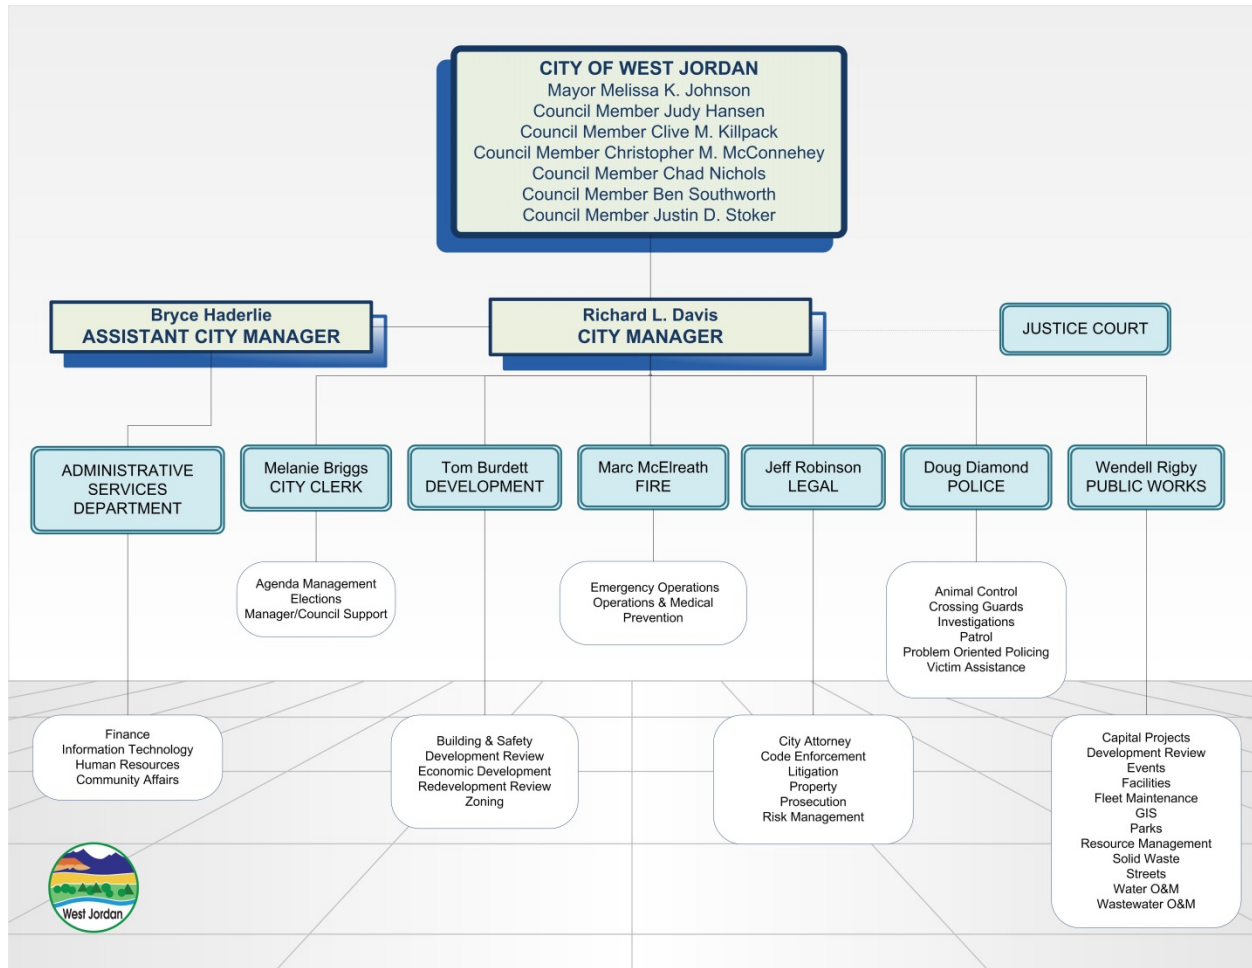 CITY OF WEST JORDAN
Mayor Melissa K. Johnson
Council Member Judy Hansen
Council Member Clive M. Killpack
Council Member Christopher M. McConnehey
Council Member Chad Nichols
Council Member Ben Southworth
Council Member Justin D. Stoker
Bryce Haderlie
ASSISTANT CITY MANAGER
Richard L. Davis
CITY MANAGER
JUSTICE COURT
ADMINISTRATIVE
SERVICES
DEPARTMENT
Melanie Briggs
CITY CLERK
Tom Burdett
DEVELOPMENT
Marc McElreath
FIRE
Jeff Robinson
LEGAL
Doug Diamond
POLICE
Wendell Rigby
PUBLIC WORKS
Agenda Management
Elections
Manager/Council Support
Emergency Operations
Operations & Medical
Prevention
Animal Control
Crossing Guards
Investigations
Patrol
Problem Oriented Policing
Victim Assistance
Finance
Information Technology
Human Resources
Community Affairs
Building & Safety
Development Review
Economic Development
Redevelopment Review
Zoning
City Attorney
Code Enforcement
Litigation
Property
Prosecution
Risk Management
Capital Projects
Development Review
Events
Facilities
Fleet Maintenance
GIS
Parks
Resource Management
Solid Waste
Streets
Water O&M
Wastewater O&M
West Jordan